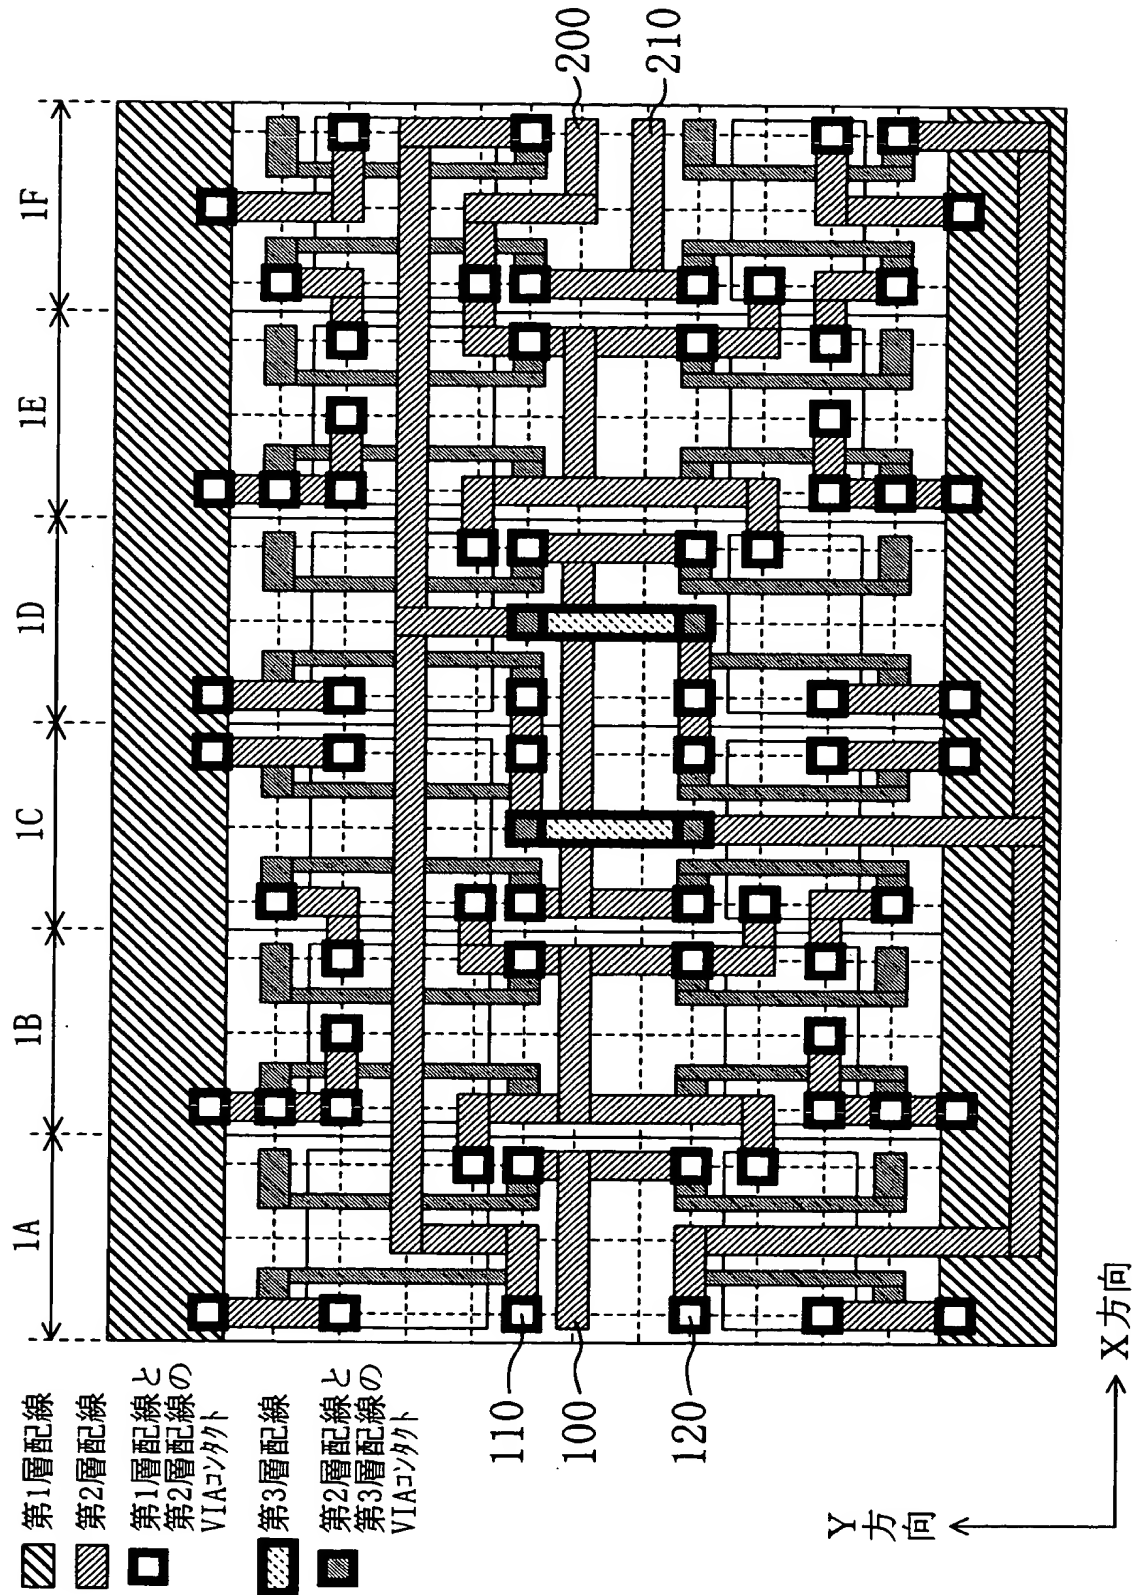 1A
1B
1C
1D
1E
1F
200
210
110
100
120
第1層配線
第2層配線
第1層配線と
第2層配線の
VIAコンタクト
第3層配線
第2層配線と
第3層配線の
VIAコンタクト
Y方向
X方向